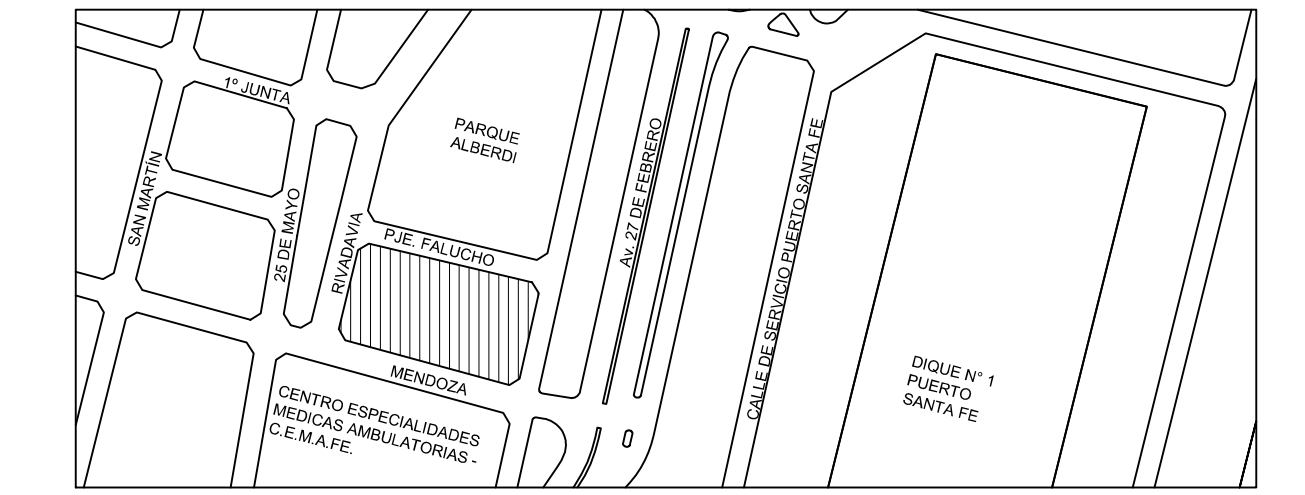 1º JUNTA
PARQUE
ALBERDI
SAN MARTÍN
25 DE MAYO
RIVADAVIA
PJE. FALUCHO
Av. 27 DE FEBRERO
CALLE DE SERVICIO PUERTO SANTA FE
MENDOZA
DIQUE N° 1
PUERTO
SANTA FE
CENTRO ESPECIALIDADES
MEDICAS AMBULATORIAS -
C.E.M.A.FE.